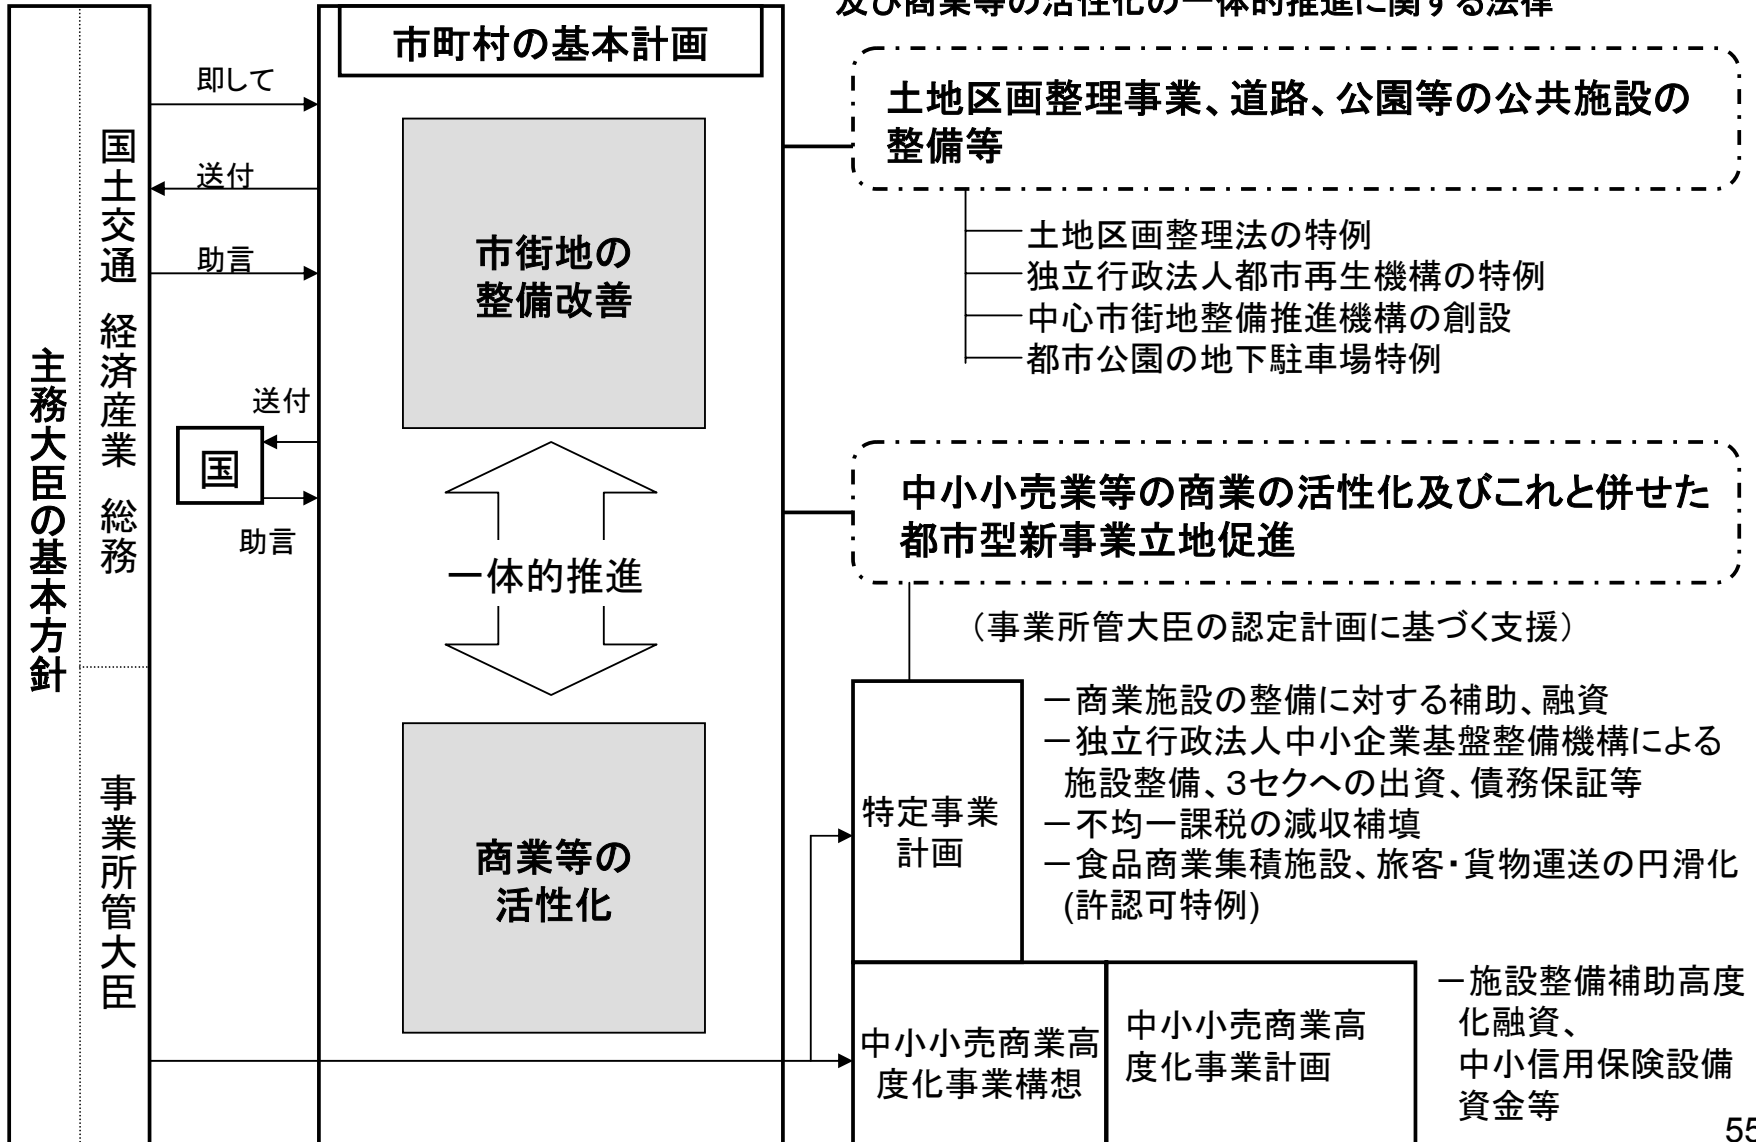 及び商業等の活性化の一体的推進に関する法律
市町村の基本計画
主務大臣の基本方針
国土交通 経済産業 総務
事業所管大臣
即して
送付
助言
送付
国
助言
市街地の
整備改善
一体的推進
商業等の
活性化
土地区画整理事業、道路、公園等の公共施設の
整備等
土地区画整理法の特例
独立行政法人都市再生機構の特例
中心市街地整備推進機構の創設
都市公園の地下駐車場特例
中小小売業等の商業の活性化及びこれと併せた
都市型新事業立地促進
（事業所管大臣の認定計画に基づく支援）
特定事業
計画
－商業施設の整備に対する補助、融資
－独立行政法人中小企業基盤整備機構による
施設整備、3セクへの出資、債務保証等
－不均一課税の減収補填
－食品商業集積施設、旅客・貨物運送の円滑化
(許認可特例)
中小小売商業高
度化事業構想
中小小売商業高
度化事業計画
－施設整備補助高度
化融資、
中小信用保険設備
資金等
55